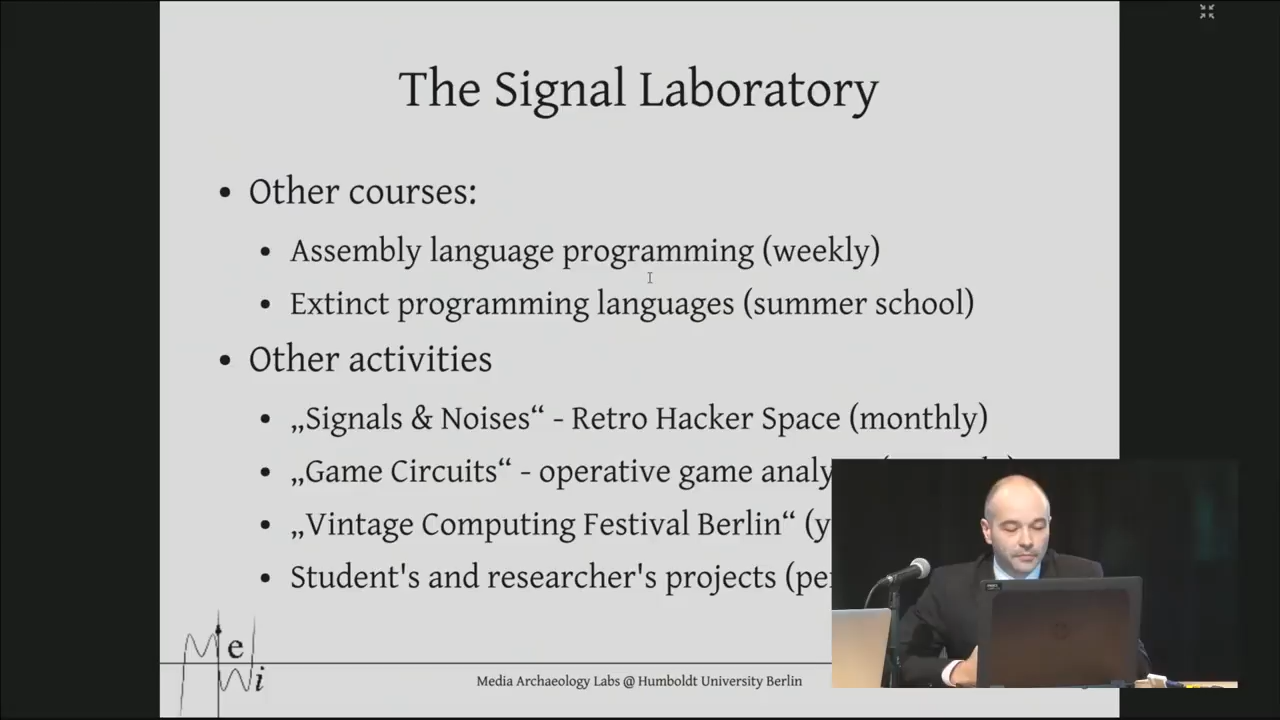 The Signal Laboratory
• Other courses:
• Assembly language programming (weekly)
• Extinct programming languages (summer school)
• Other activities
• „Signals & Noises“ - Retro Hacker Space (monthly)
• „Game Circuits“ - operative game
• „Vintage Computing Festival Berlin“
• Student's and researcher's projects
Me
Wi
Media Archaeology Labs @ Humboldt University Berlin